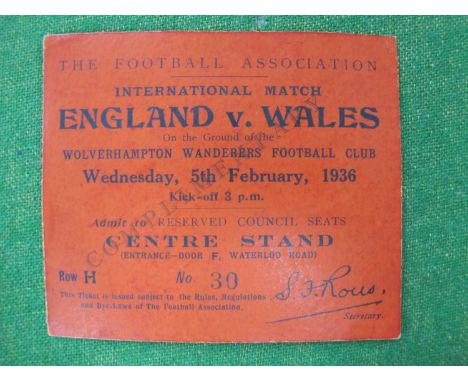 THE FOOTBALL ASSOCIATION
INTERNATIONAL MATCH
ENGLAND v. WALES
On the Ground of the
WOLVERHAMPTON WANDERERS FOOTBALL CLUB
Wednesday, 5th February, 1936
Kick-off 3 p.m.
COMPLIMENTARY
Admit to RESERVED COUNCIL SEATS
CENTRE STAND
(ENTRANCE-DOOR F, WATERLOO ROAD)
Row H No. 30
This Ticket is issued subject to the Rules, Regulations
and Bye-Laws of The Football Association.
S. F. Rous.
Secretary.